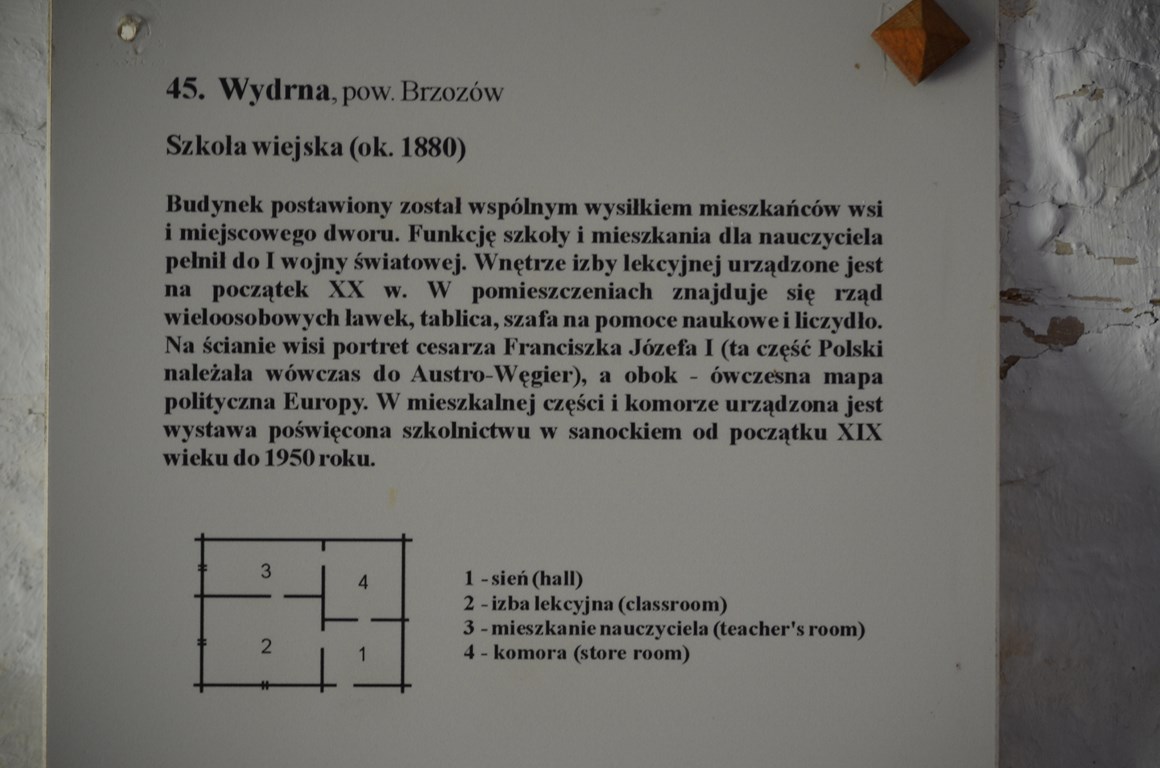 45. Wydrna, pow. Brzozów
Szkoła wiejska (ok. 1880)
Budynek postawiony został wspólnym wysiłkiem mieszkańców wsi
i miejscowego dworu. Funkcję szkoły i mieszkania dla nauczyciela
pełnił do I wojny światowej. Wnętrze izby lekcyjnej urządzone jest
na początek XX w. W pomieszczeniach znajduje się rząd
wieloosobowych ławek, tablica, szafa na pomoce naukowe i liczydło.
Na ścianie wisi portret cesarza Franciszka Józefa I (ta część Polski
należała wówczas do Austro-Węgier), a obok - ówczesna mapa
polityczna Europy. W mieszkalnej części i komorze urządzona jest
wystawa poświęcona szkolnictwu w sanockiem od początku XIX
wieku do 1950 roku.
3
4
2
1
1 - sień (hall)
2 - izba lekcyjna (classroom)
3 - mieszkanie nauczyciela (teacher's room)
4 - komora (store room)